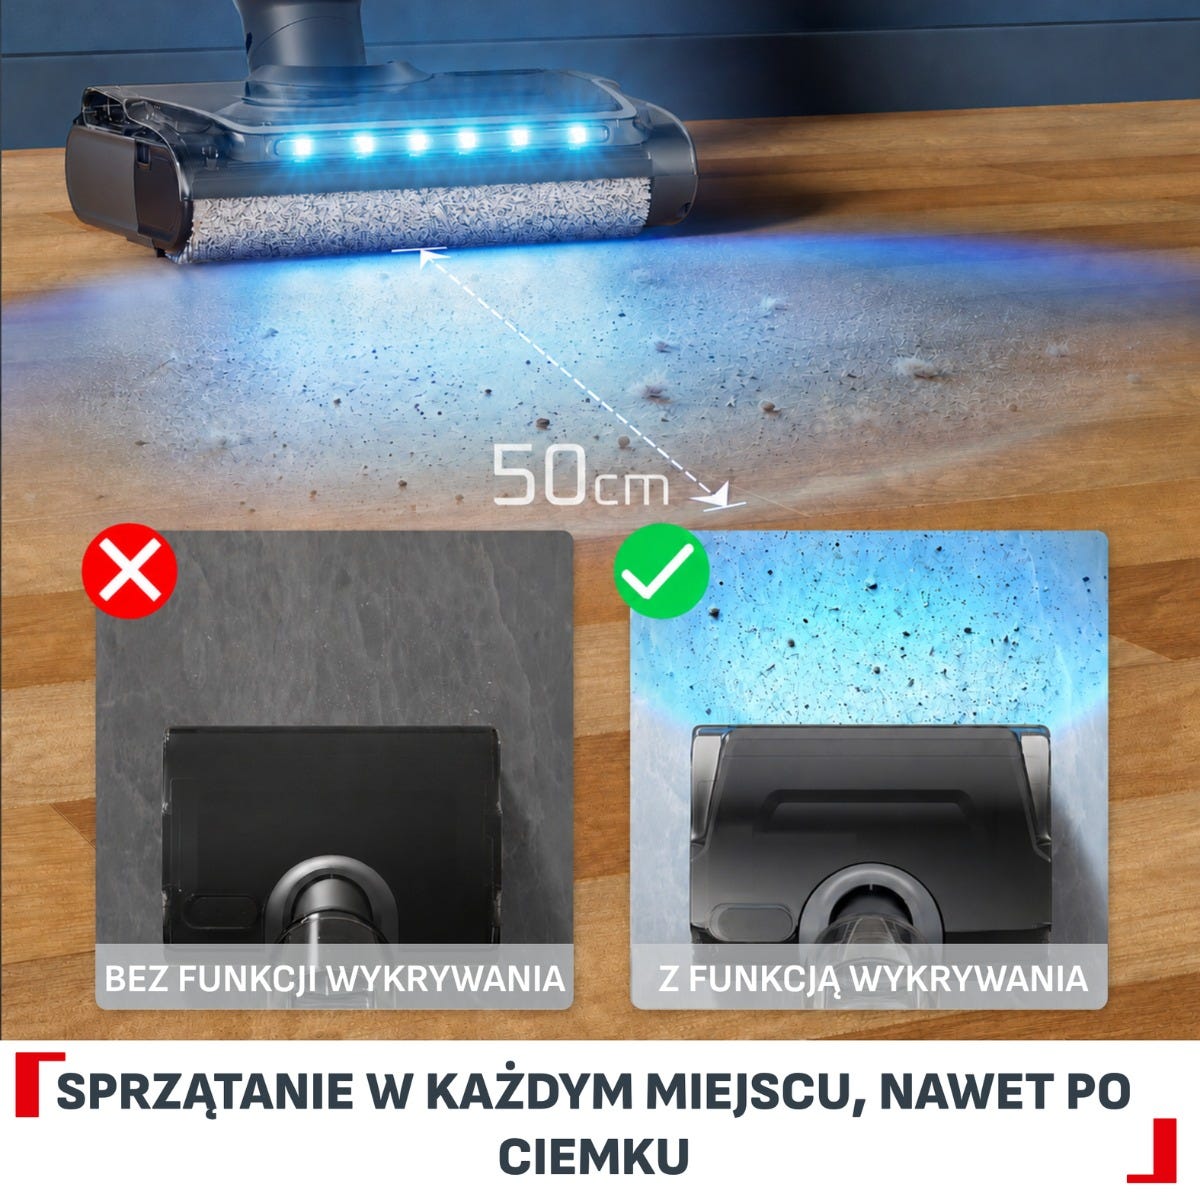 50cm
BEZ FUNKCJI WYKRYWANIA
Z FUNKCJĄ WYKRYWANIA
SPRZĄTANIE W KAŻDYM MIEJSCU, NAWET PO
CIEMKU